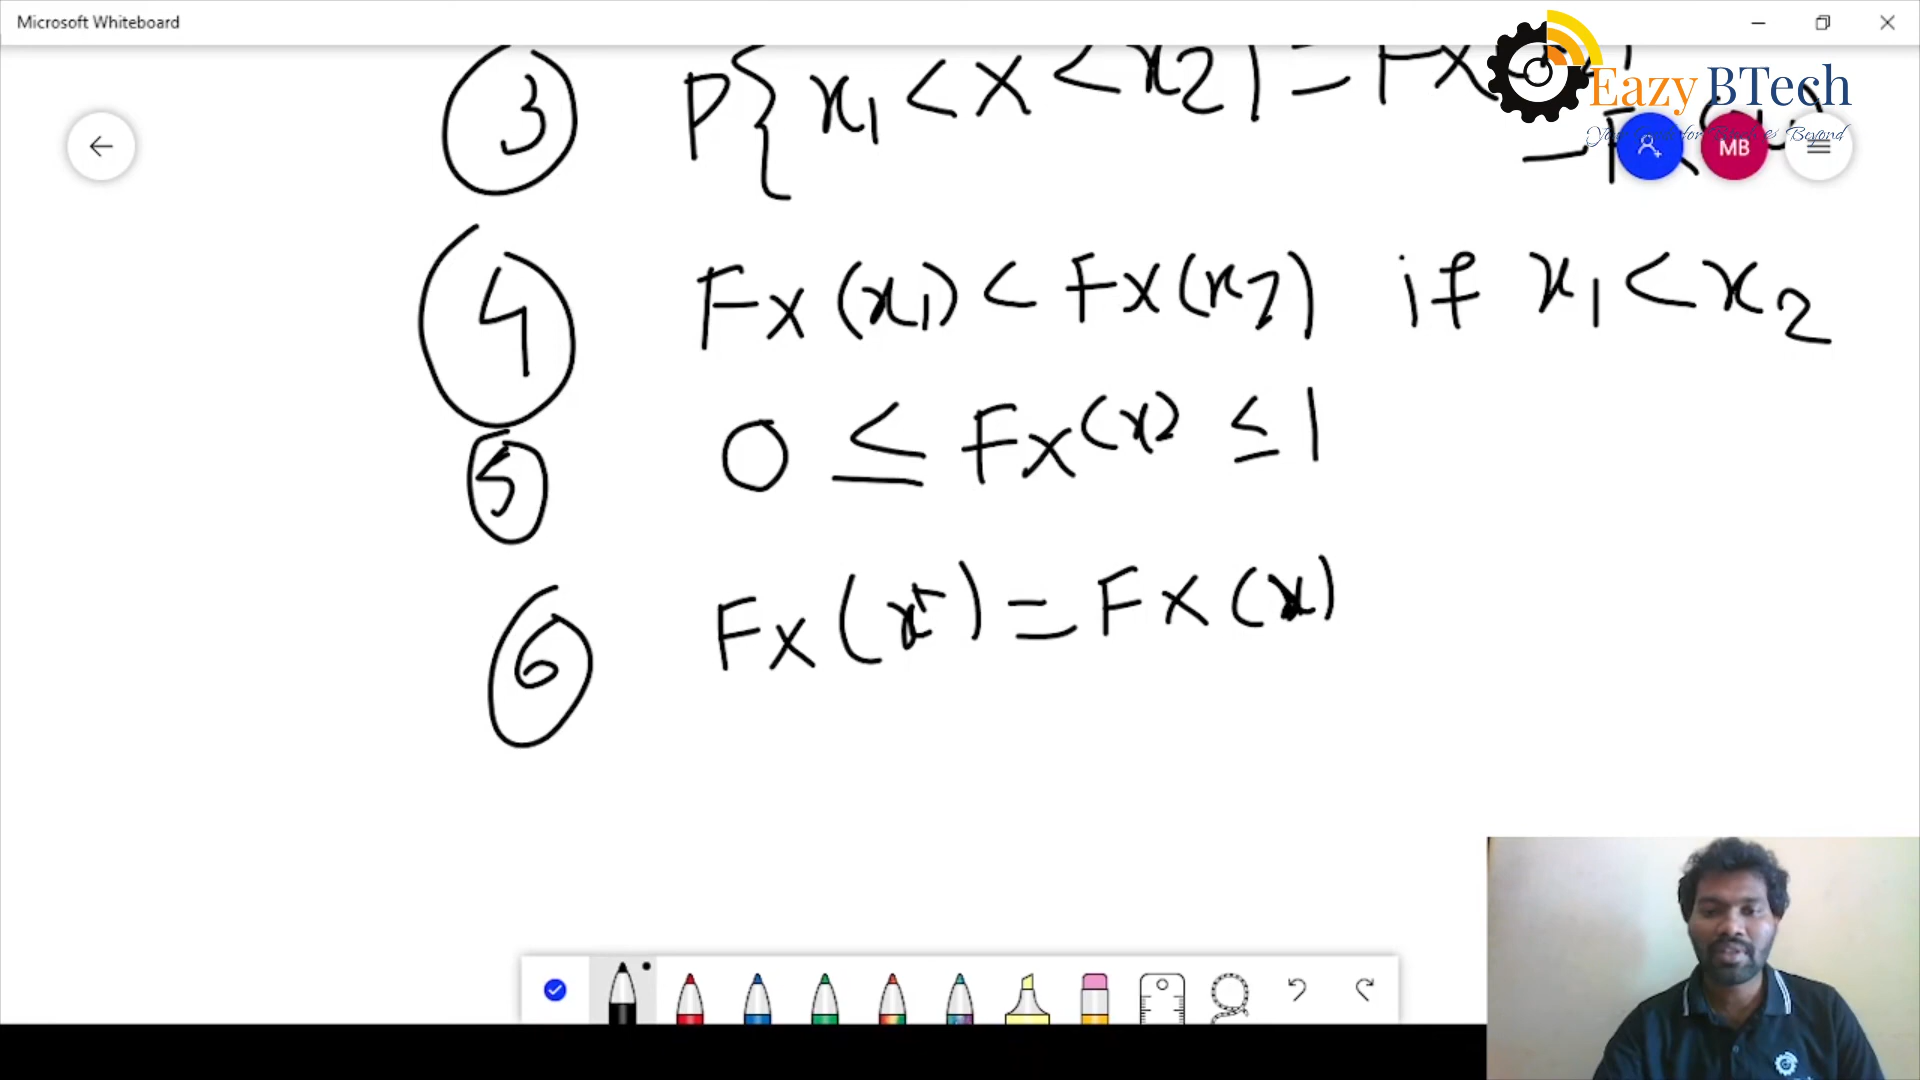 Microsoft Whiteboard
Eazy BTech
3 P{ x1 < X < x2 } = FX
MB
4 FX (x1) < FX (x2) if x1 < x2
5 0 ≤ FX (x) ≤ 1
6 FX (x⁺) = FX (x)